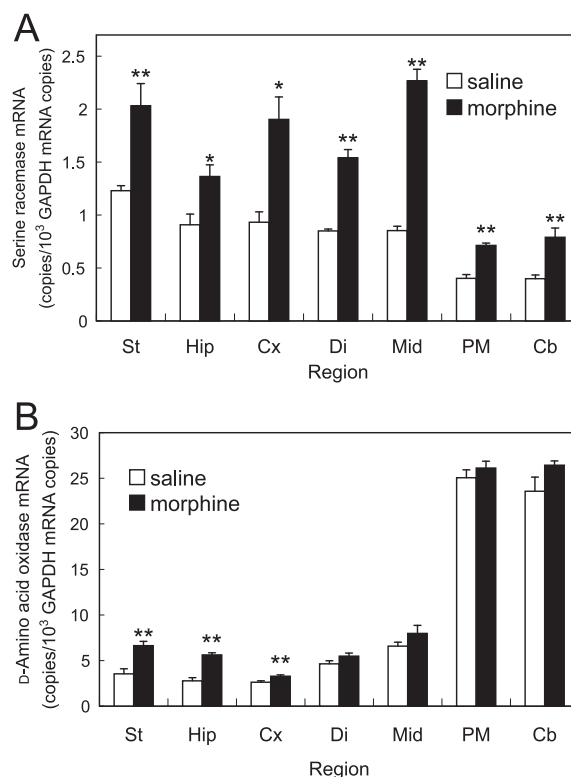 A
Serine racemase mRNA
(copies/10³ GAPDH mRNA copies)
2.5
2
1.5
1
0.5
0
** * * ** ** ** **
saline
morphine
St Hip Cx Di Mid PM Cb
Region
B
D-Amino acid oxidase mRNA
(copies/10³ GAPDH mRNA copies)
30
25
20
15
10
5
0
saline
morphine
** ** **
St Hip Cx Di Mid PM Cb
Region